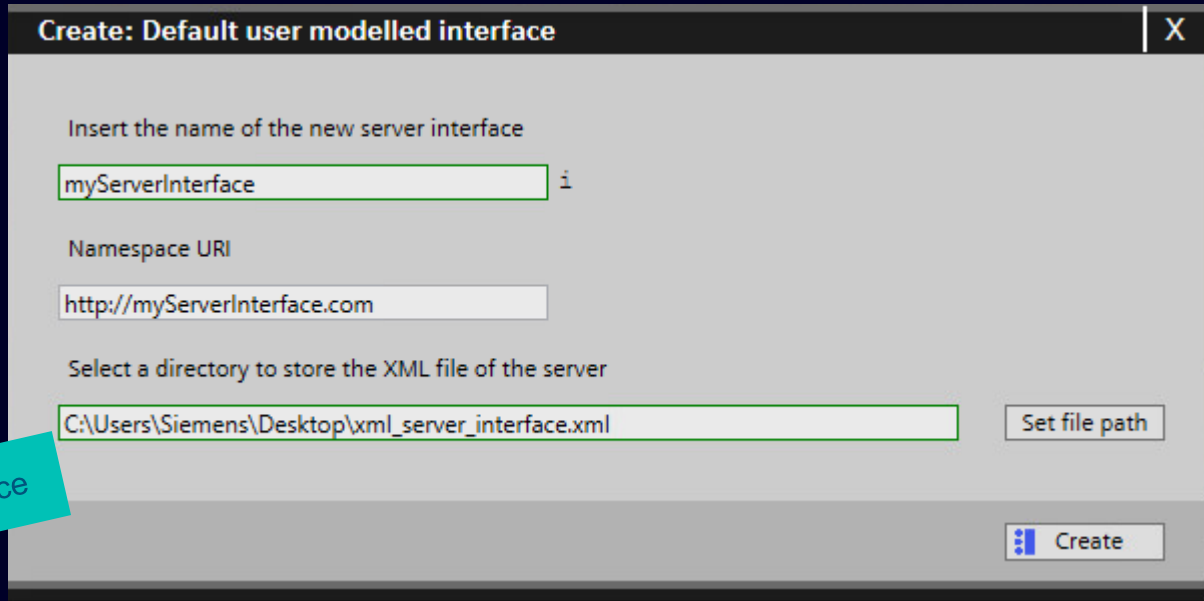 Create: Default user modelled interface
X
Insert the name of the new server interface
myServerInterface
i
Namespace URI
http://myServerInterface.com
Select a directory to store the XML file of the server
C:\Users\Siemens\Desktop\xml_server_interface.xml
Set file path
Create